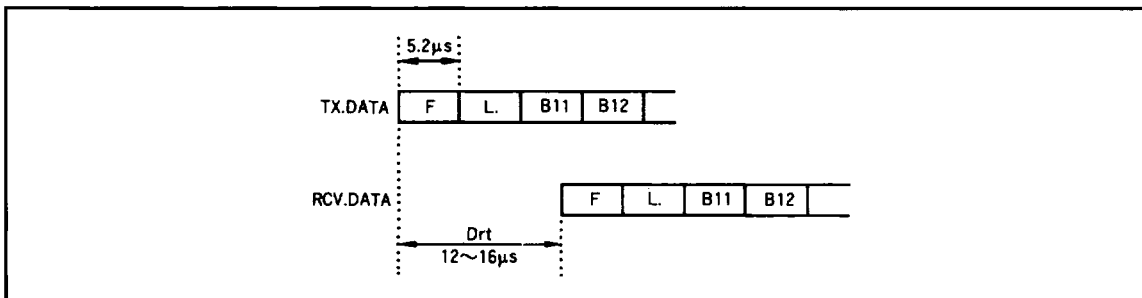 5.2μs
TX.DATA F L. B11 B12
RCV.DATA F L. B11 B12
Drt
12～16μs